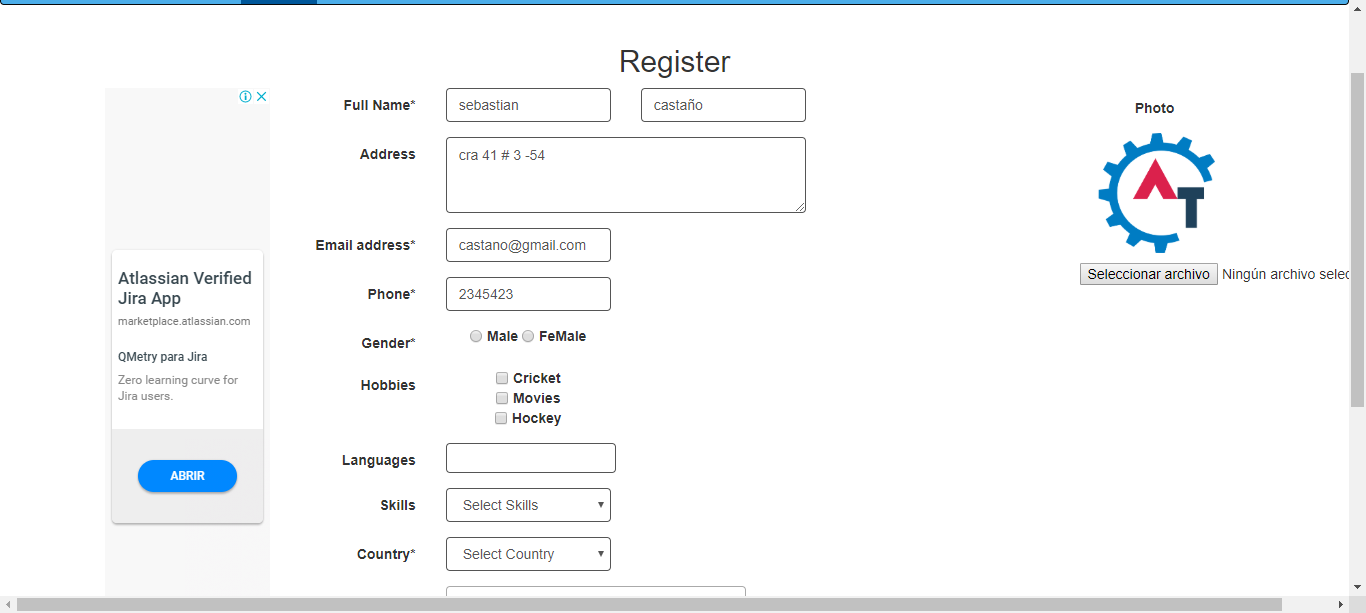 Register
Full Name*
sebastian
castaño
Address
cra 41 # 3 -54
Email address*
castano@gmail.com
Phone*
2345423
Gender*
Male
FeMale
Hobbies
Cricket
Movies
Hockey
Languages
Skills
Select Skills
Country*
Select Country
Photo
AT
Seleccionar archivo
Ningún archivo selec
Atlassian Verified
Jira App
marketplace.atlassian.com
QMetry para Jira
Zero learning curve for
Jira users.
ABRIR